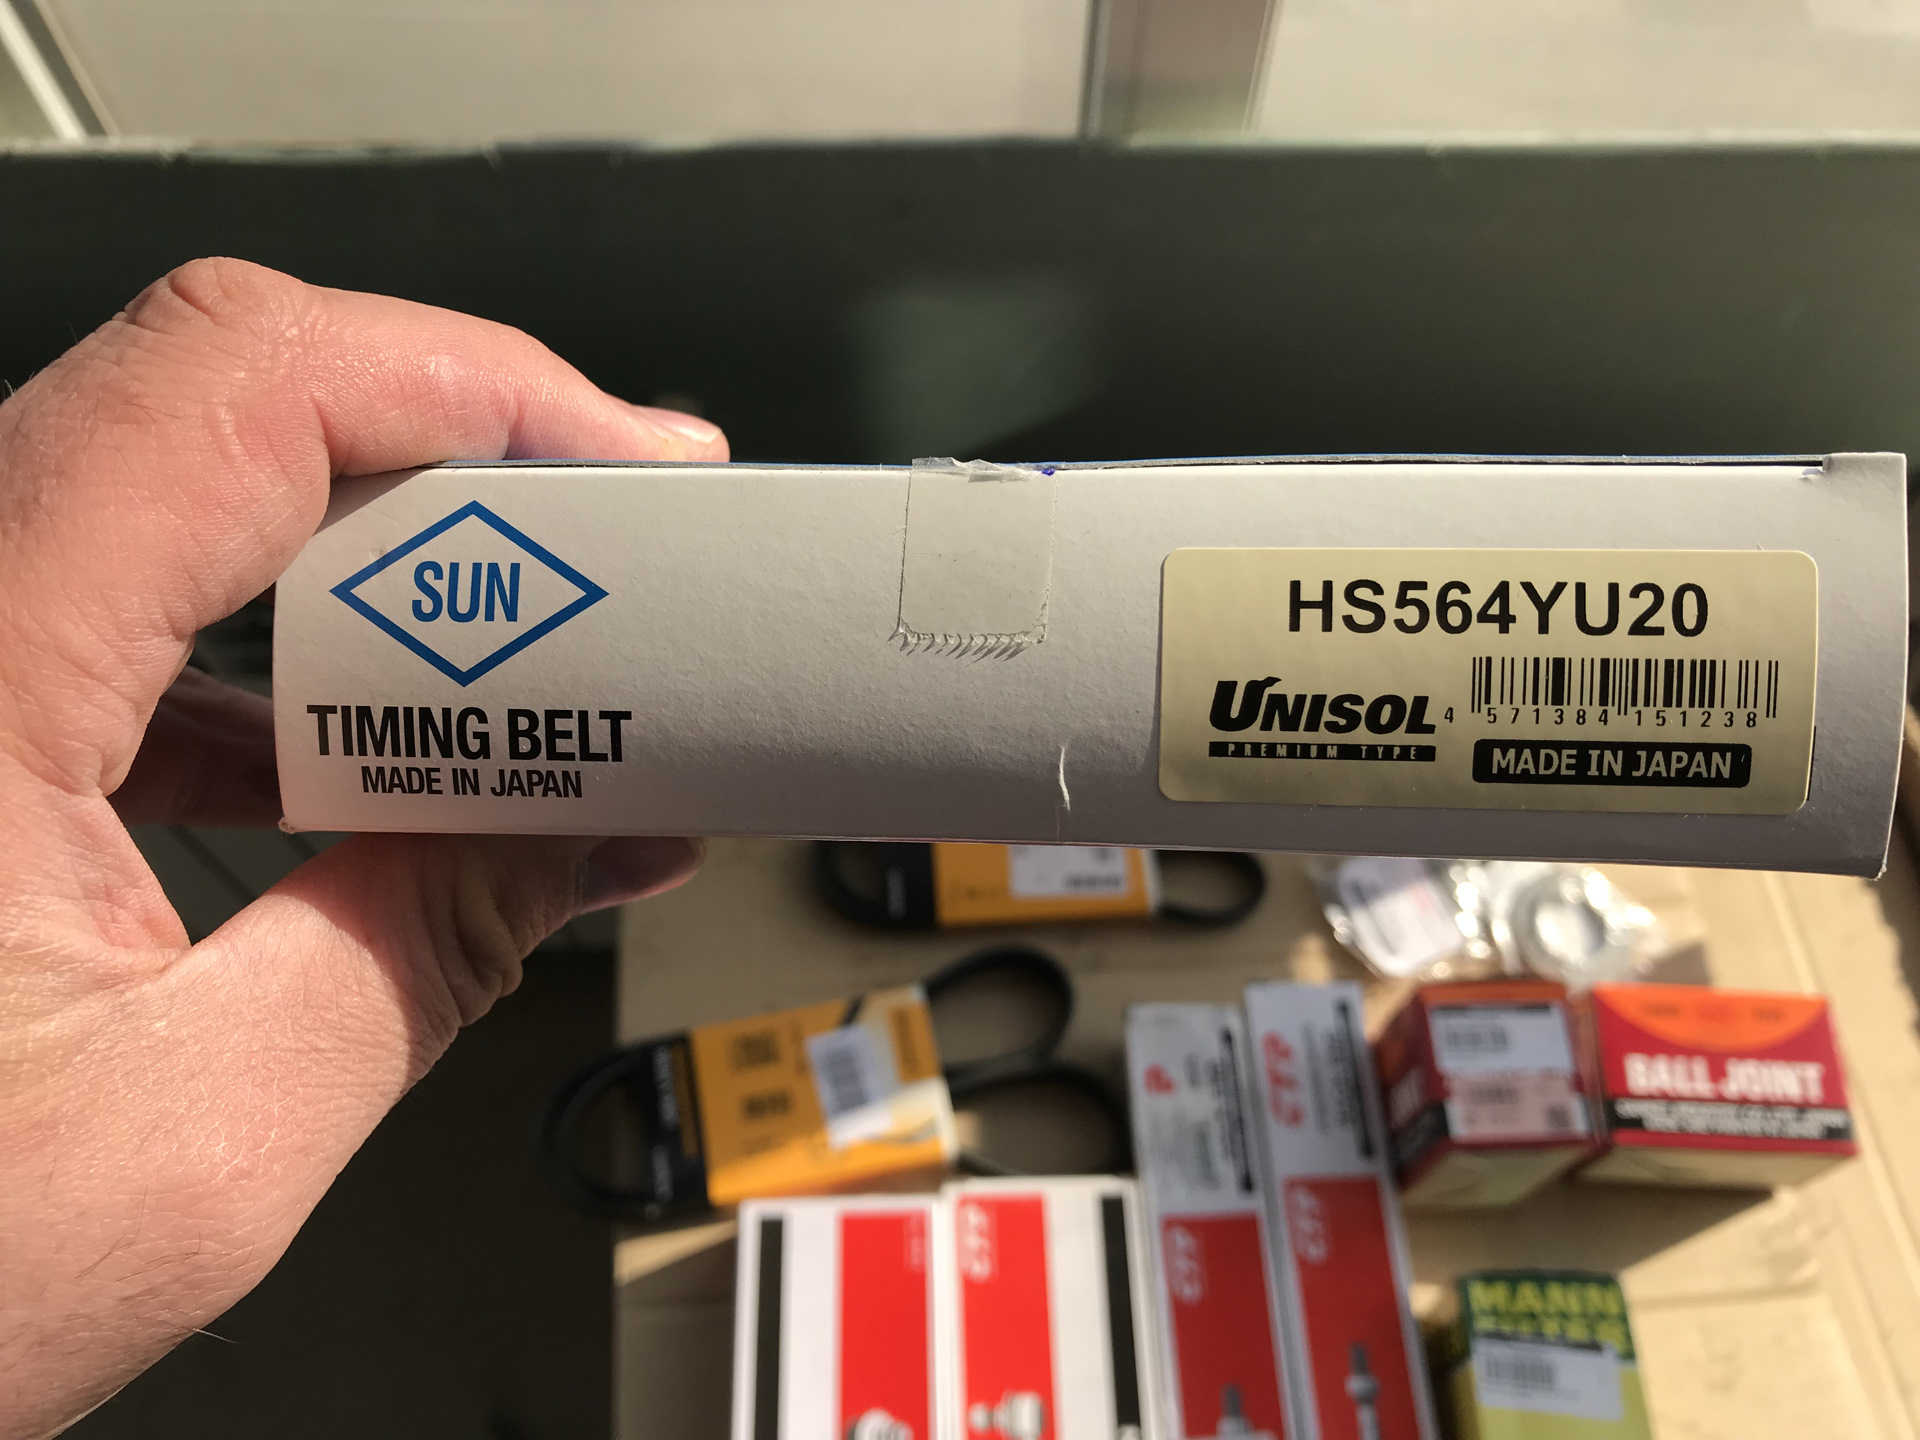 SUN
TIMING BELT
MADE IN JAPAN
HS564YU20
UNISOL
PREMIUM TYPE
4 571384 151238
MADE IN JAPAN
BALL JOINT
MANN
FILTER